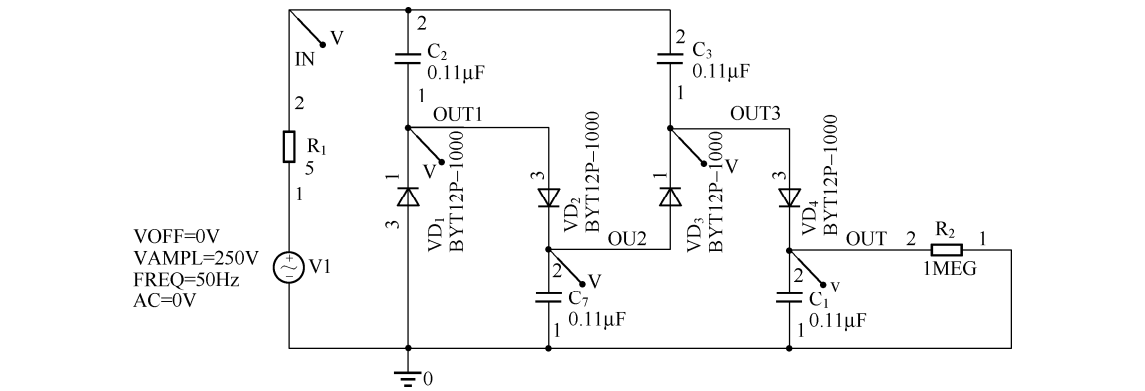 V
IN
2
R1
5
1
VOFF=0V
VAMPL=250V
FREQ=50Hz
AC=0V
V1
2
C2
0.11μF
1
OUT1
V
1
3
VD1
BYT12P-1000
3
VD2
BYT12P-1000
OU2
2
V
C7
0.11μF
1
2
C3
0.11μF
1
OUT3
V
1
VD3
BYT12P-1000
3
VD4
BYT12P-1000
OUT
2
R2
1
1MEG
2
V
C1
0.11μF
1
0